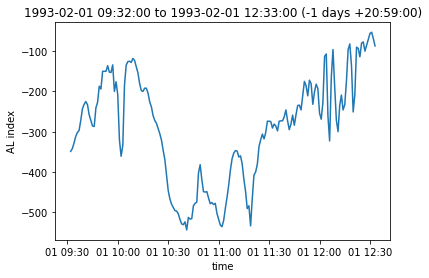 1993-02-01 09:32:00 to 1993-02-01 12:33:00 (-1 days +20:59:00)
AL index
−100
−200
−300
−400
−500
01 09:30 01 10:00 01 10:30 01 11:00 01 11:30 01 12:00 01 12:30
time